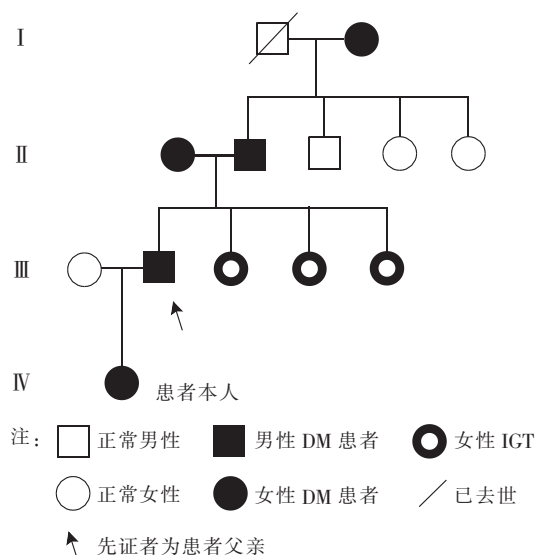 I
II
III
IV
患者本人
注：
正常男性
男性 DM 患者
女性 IGT
正常女性
女性 DM 患者
已去世
先证者为患者父亲